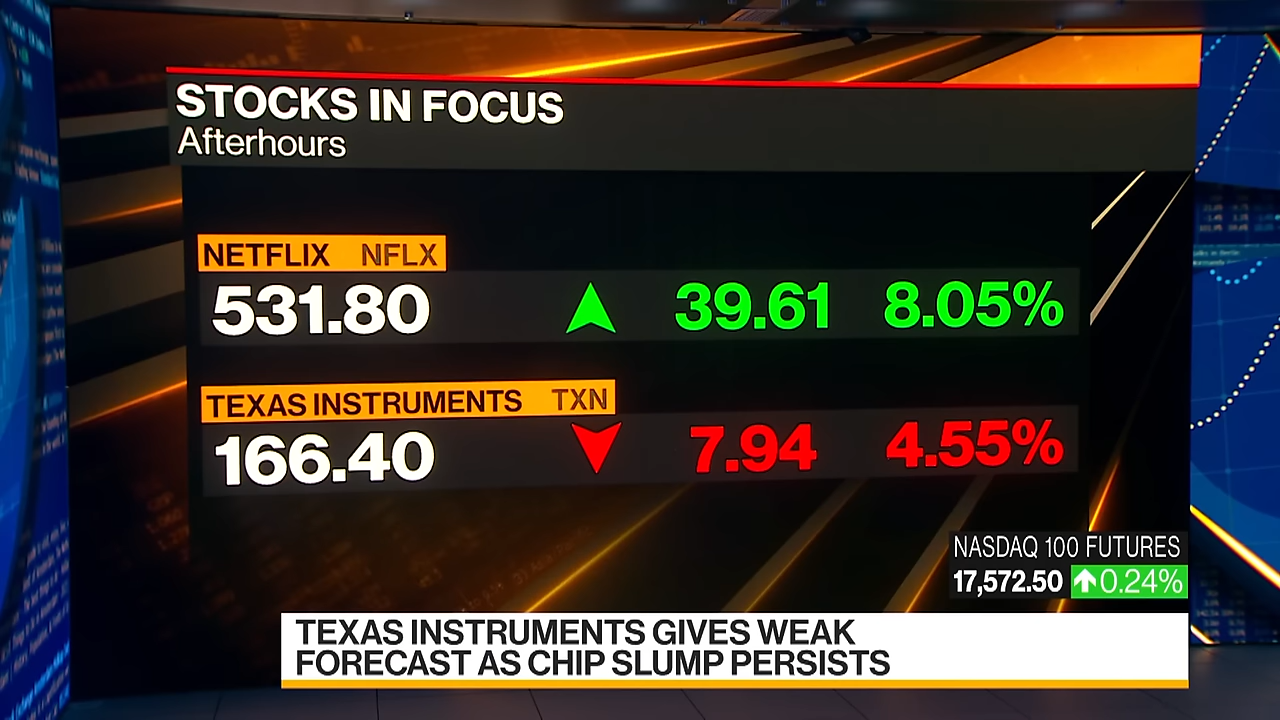 STOCKS IN FOCUS
Afterhours
NETFLIX NFLX
531.80 ▲ 39.61 8.05%
TEXAS INSTRUMENTS TXN
166.40 ▼ 7.94 4.55%
NASDAQ 100 FUTURES
17,572.50 ↑0.24%
TEXAS INSTRUMENTS GIVES WEAK
FORECAST AS CHIP SLUMP PERSISTS